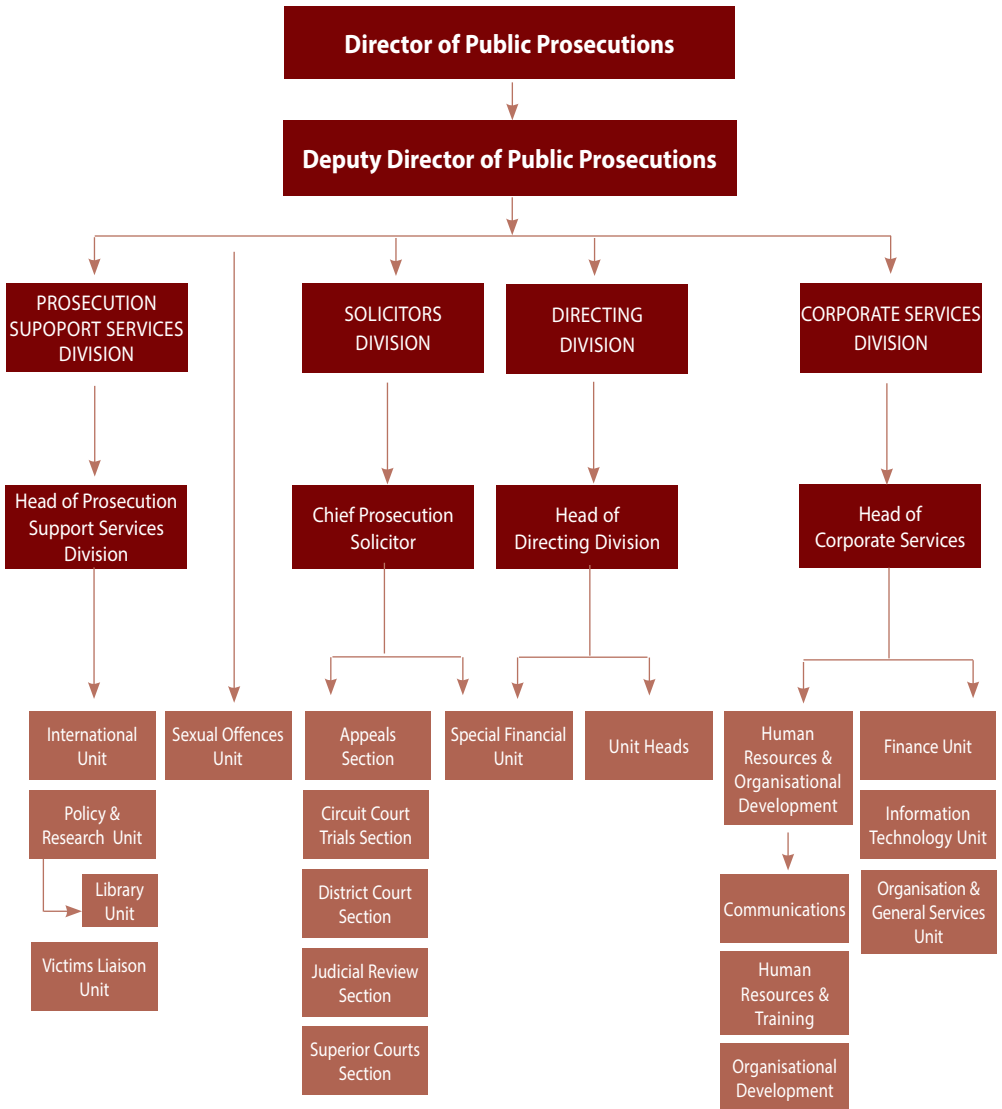 Director of Public Prosecutions
Deputy Director of Public Prosecutions
PROSECUTION
SUPOPORT SERVICES
DIVISION
SOLICITORS
DIVISION
DIRECTING
DIVISION
CORPORATE SERVICES
DIVISION
Head of Prosecution
Support Services
Division
Chief Prosecution
Solicitor
Head of
Directing Division
Head of
Corporate Services
International
Unit
Sexual Offences
Unit
Appeals
Section
Special Financial
Unit
Unit Heads
Human
Resources &
Organisational
Development
Finance Unit
Policy &
Research Unit
Circuit Court
Trials Section
Information
Technology Unit
Library
Unit
District Court
Section
Communications
Organisation &
General Services
Unit
Victims Liaison
Unit
Judicial Review
Section
Human
Resources &
Training
Superior Courts
Section
Organisational
Development